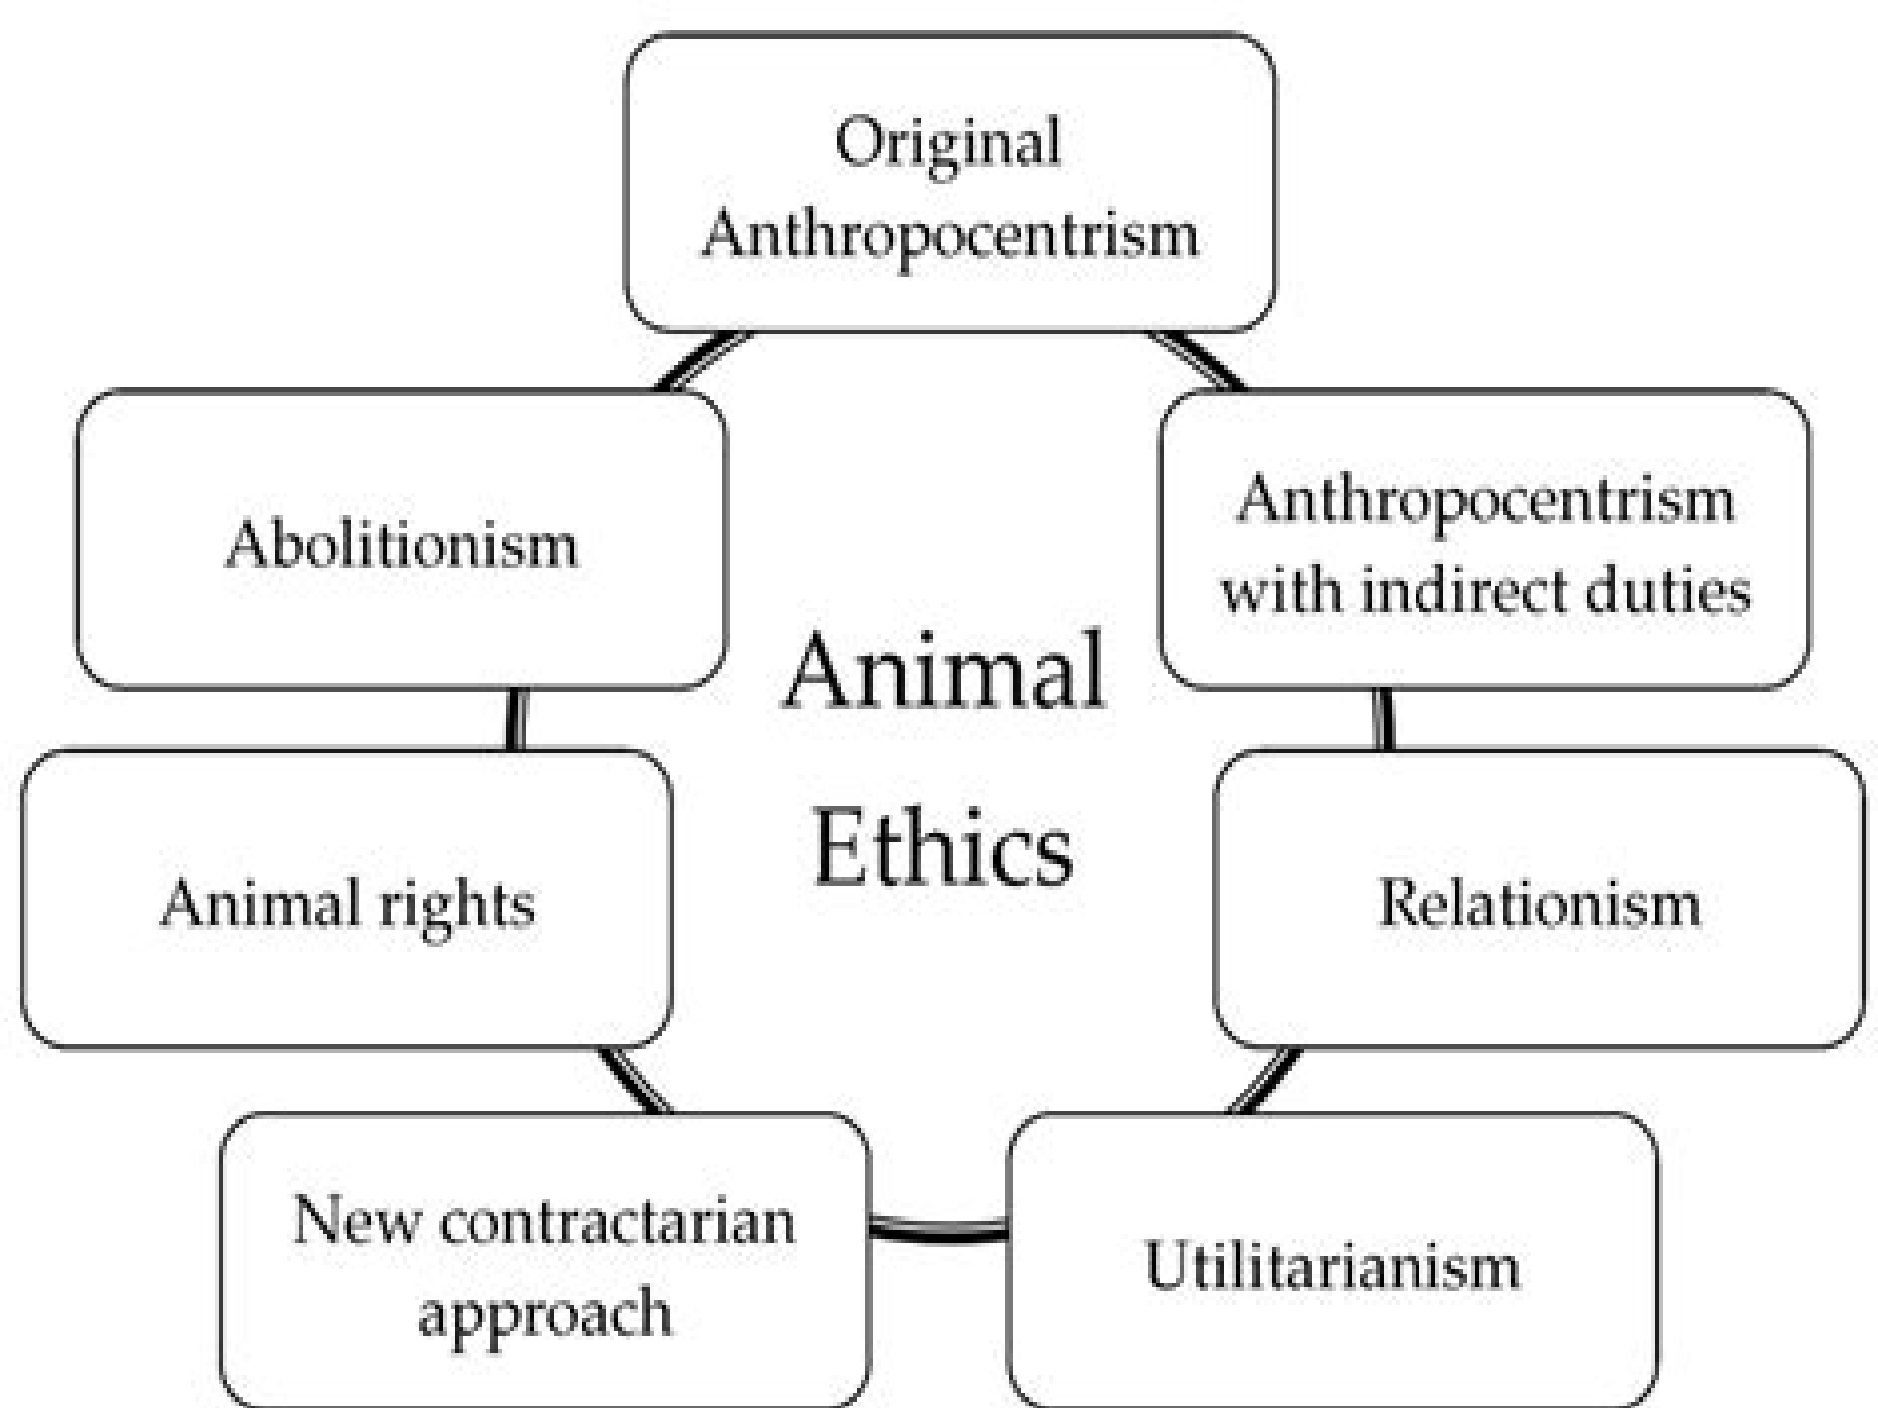 Original
Anthropocentrism
Anthropocentrism
with indirect duties
Relationism
Utilitarianism
New contractarian
approach
Animal rights
Abolitionism
Animal
Ethics